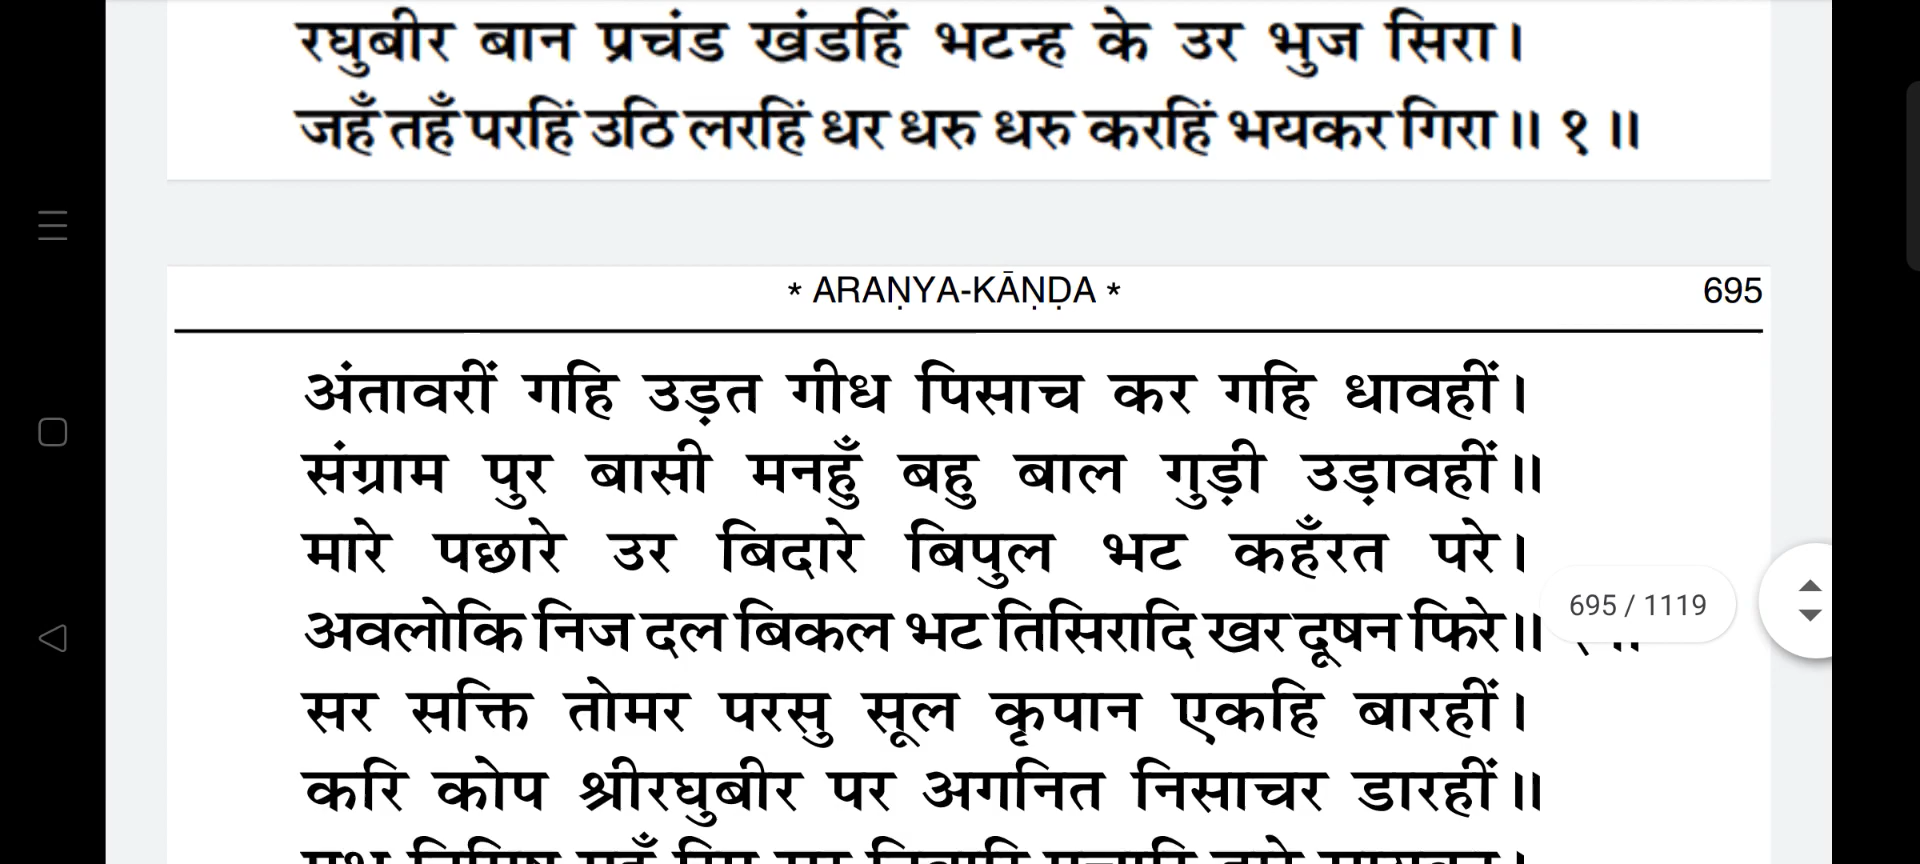 रघुबीर बान प्रचंड खंडहिं भटन्ह के उर भुज सिरा।
जहँ तहँ परहिं उठि लरहिं धर धरु धरु करहिं भयकर गिरा॥ १ ॥
* ARAṆYA-KĀṆḌA * 695
अंतावरीं गहि उड़त गीध पिसाच कर गहि धावहीं।
संग्राम पुर बासी मनहुँ बहु बाल गुड़ी उड़ावहीं॥
मारे पछारे उर बिदारे बिपुल भट कहँरत परे।
अवलोकि निज दल बिकल भट तिसिरादि खर दूषन फिरे॥
695 / 1119
सर सक्ति तोमर परसु सूल कृपान एकहि बारहीं।
करि कोप श्रीरघुबीर पर अगनित निसाचर डारहीं॥